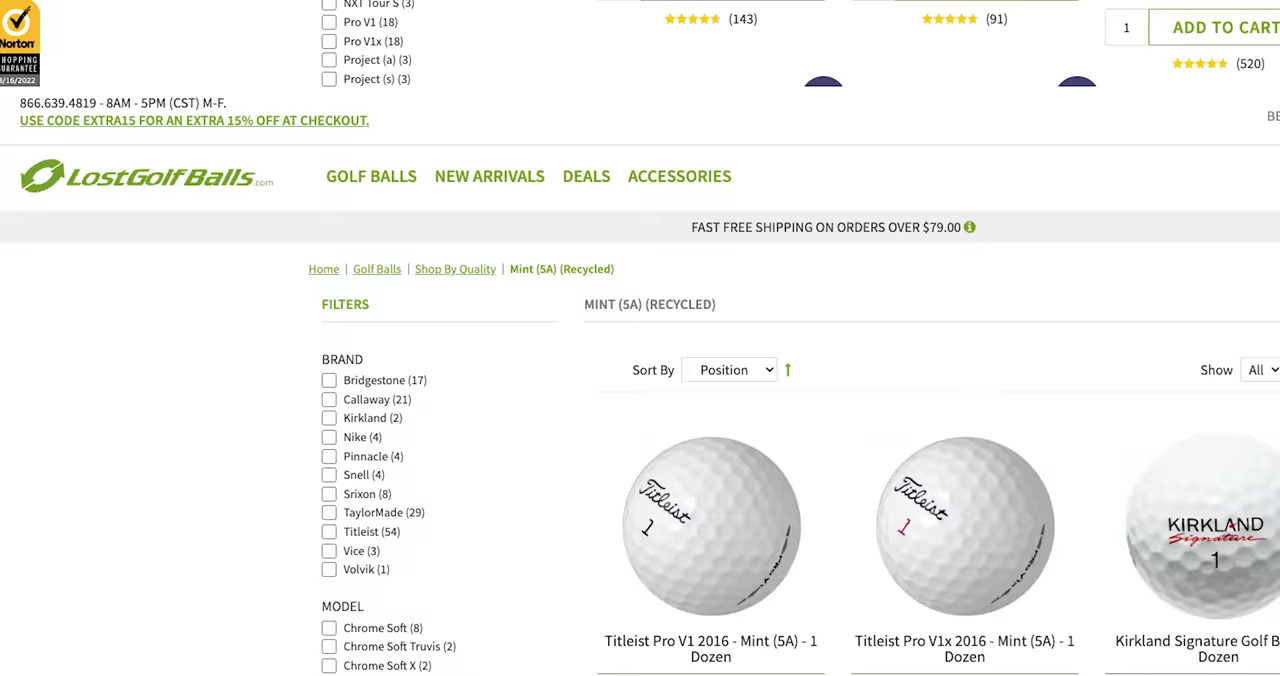 NXT Tour S (3)
Pro V1 (18)
Pro V1x (18)
Project (a) (3)
Project (s) (3)
(143)
(91)
1
ADD TO CART
(520)
Norton
SHOPPING
GUARANTEE
3/16/2022
866.639.4819 - 8AM - 5PM (CST) M-F.
USE CODE EXTRA15 FOR AN EXTRA 15% OFF AT CHECKOUT.
BE
LostGolfBalls.com
GOLF BALLS
NEW ARRIVALS
DEALS
ACCESSORIES
FAST FREE SHIPPING ON ORDERS OVER $79.00
Home | Golf Balls | Shop By Quality | Mint (5A) (Recycled)
FILTERS
BRAND
Bridgestone (17)
Callaway (21)
Kirkland (2)
Nike (4)
Pinnacle (4)
Snell (4)
Srixon (8)
TaylorMade (29)
Titleist (54)
Vice (3)
Volvik (1)
MODEL
Chrome Soft (8)
Chrome Soft Truvis (2)
Chrome Soft X (2)
MINT (5A) (RECYCLED)
Sort By
Position
Show
All
Titleist
1
Titleist Pro V1 2016 - Mint (5A) - 1
Dozen
Titleist
1
Titleist Pro V1x 2016 - Mint (5A) - 1
Dozen
KIRKLAND
Signature
1
Kirkland Signature Golf B
Dozen